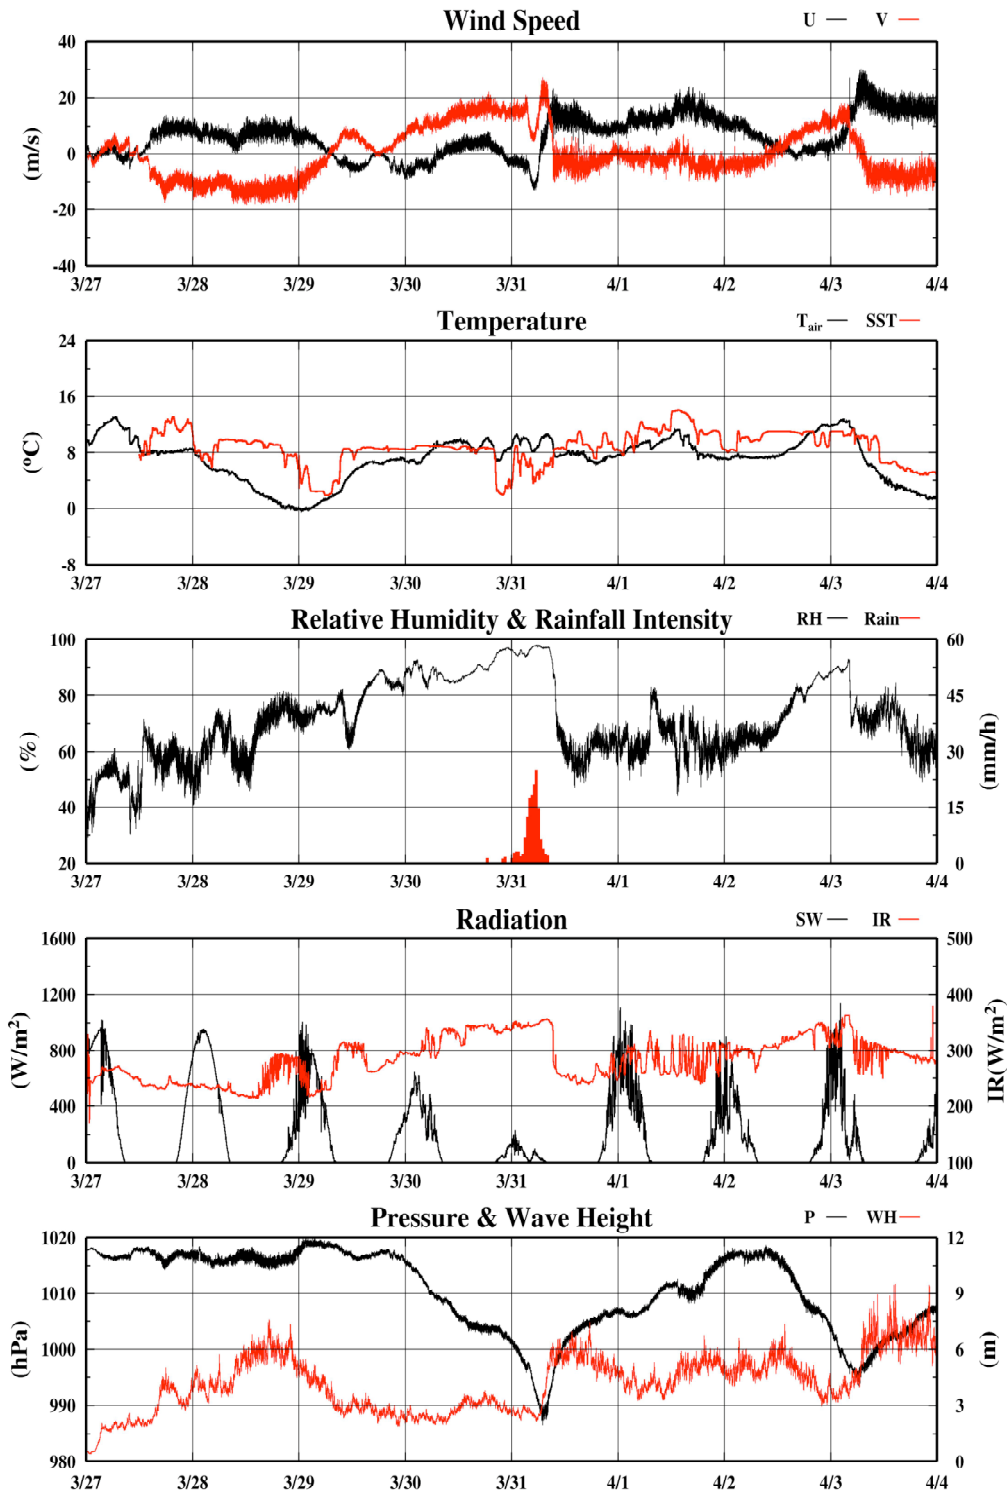 Wind Speed
U V
40
20
0
-20
-40
(m/s)
3/27 3/28 3/29 3/30 3/31 4/1 4/2 4/3 4/4
Temperature
Tair SST
24
16
8
0
-8
(ºC)
3/27 3/28 3/29 3/30 3/31 4/1 4/2 4/3 4/4
Relative Humidity & Rainfall Intensity
RH Rain
100 60
80 45
60 30
40 15
20 0
(%)
(mm/h)
3/27 3/28 3/29 3/30 3/31 4/1 4/2 4/3 4/4
Radiation
SW IR
1600 500
1200 400
800 300
400 200
0 100
(W/m²)
IR(W/m²)
3/27 3/28 3/29 3/30 3/31 4/1 4/2 4/3 4/4
Pressure & Wave Height
P WH
1020 12
1010 9
1000 6
990 3
980 0
(hPa)
(m)
3/27 3/28 3/29 3/30 3/31 4/1 4/2 4/3 4/4